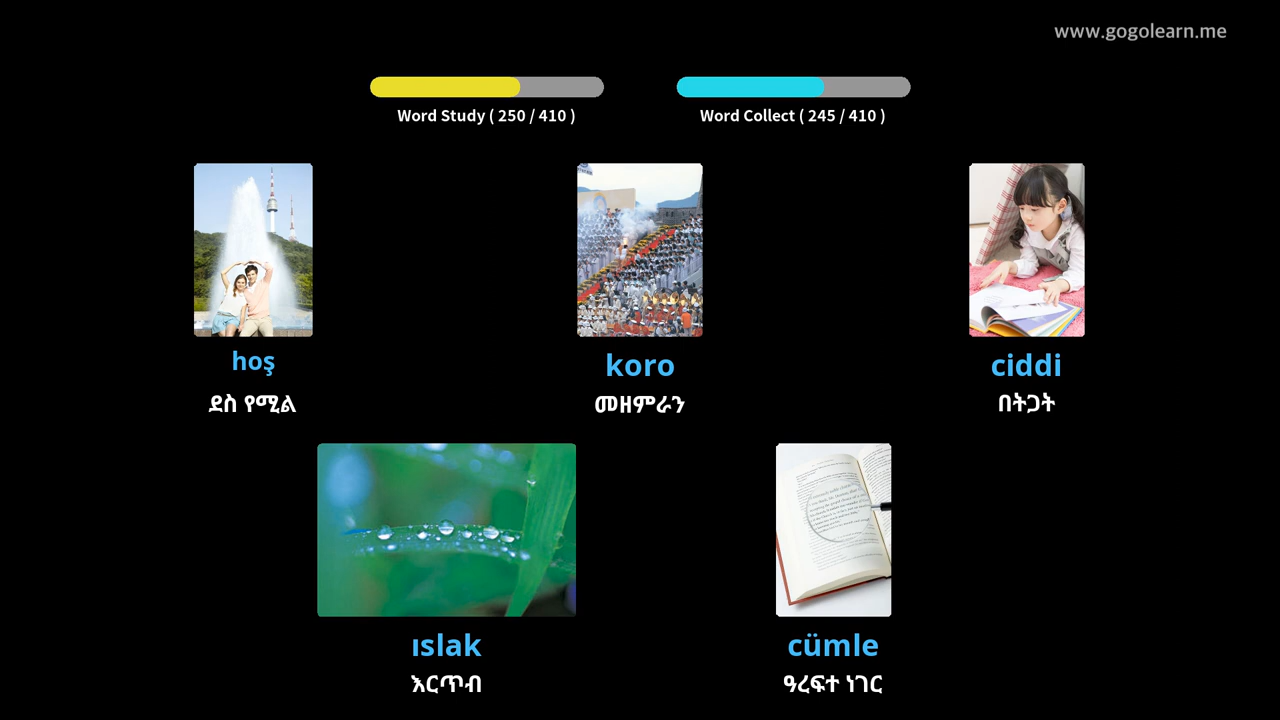 www.gogolearn.me
Word Study ( 250 / 410 )
Word Collect ( 245 / 410 )
hoş
koro
ciddi
ደስ የሚል
መዘምራን
በትጋት
ıslak
cümle
እርጥብ
ዓረፍተ ነገር